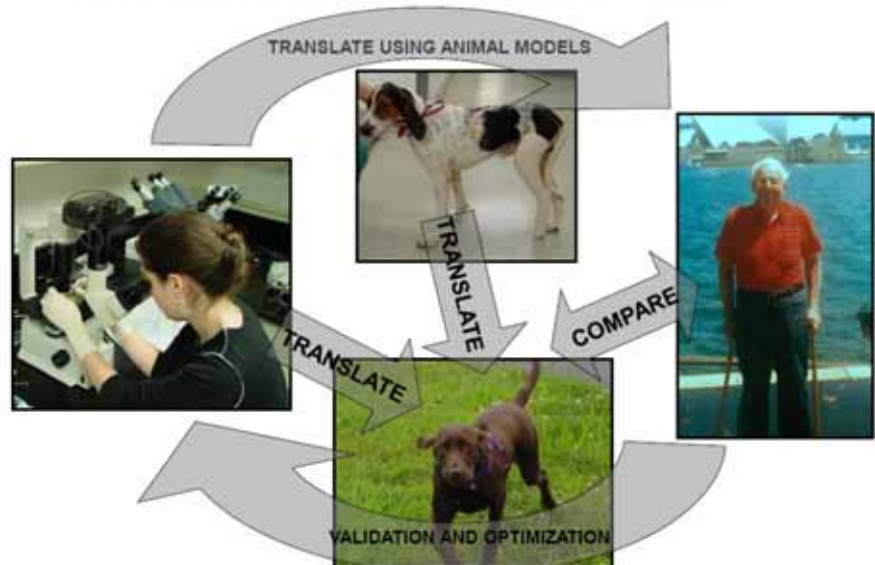 TRANSLATE USING ANIMAL MODELS
TRANSLATE
COMPARE
TRANSLATE
VALIDATION AND OPTIMIZATION